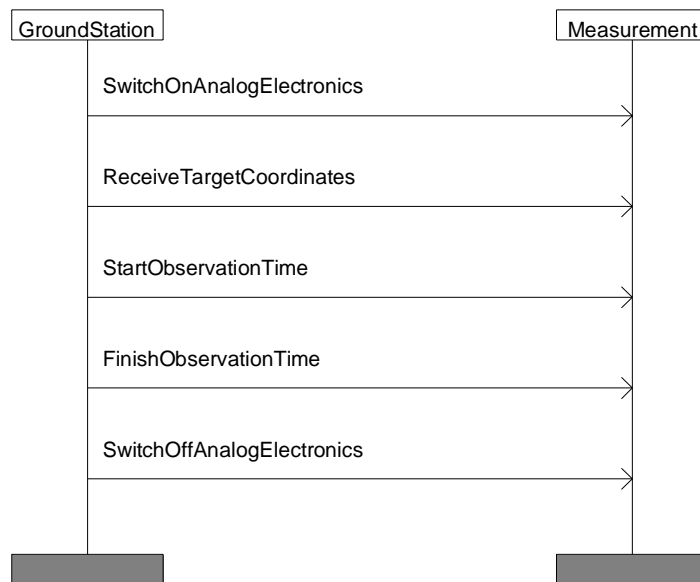 GroundStation
Measurement
SwitchOnAnalogElectronics
ReceiveTargetCoordinates
StartObservationTime
FinishObservationTime
SwitchOffAnalogElectronics